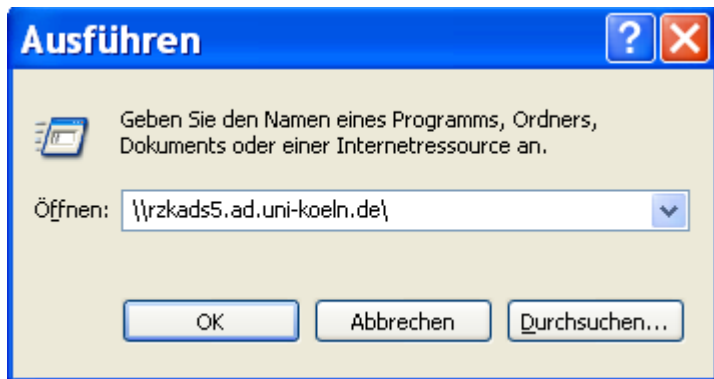 Ausführen
?
Geben Sie den Namen eines Programms, Ordners,
Dokuments oder einer Internetressource an.
Öffnen: \\rzkads5.ad.uni-koeln.de\
OK Abbrechen Durchsuchen...